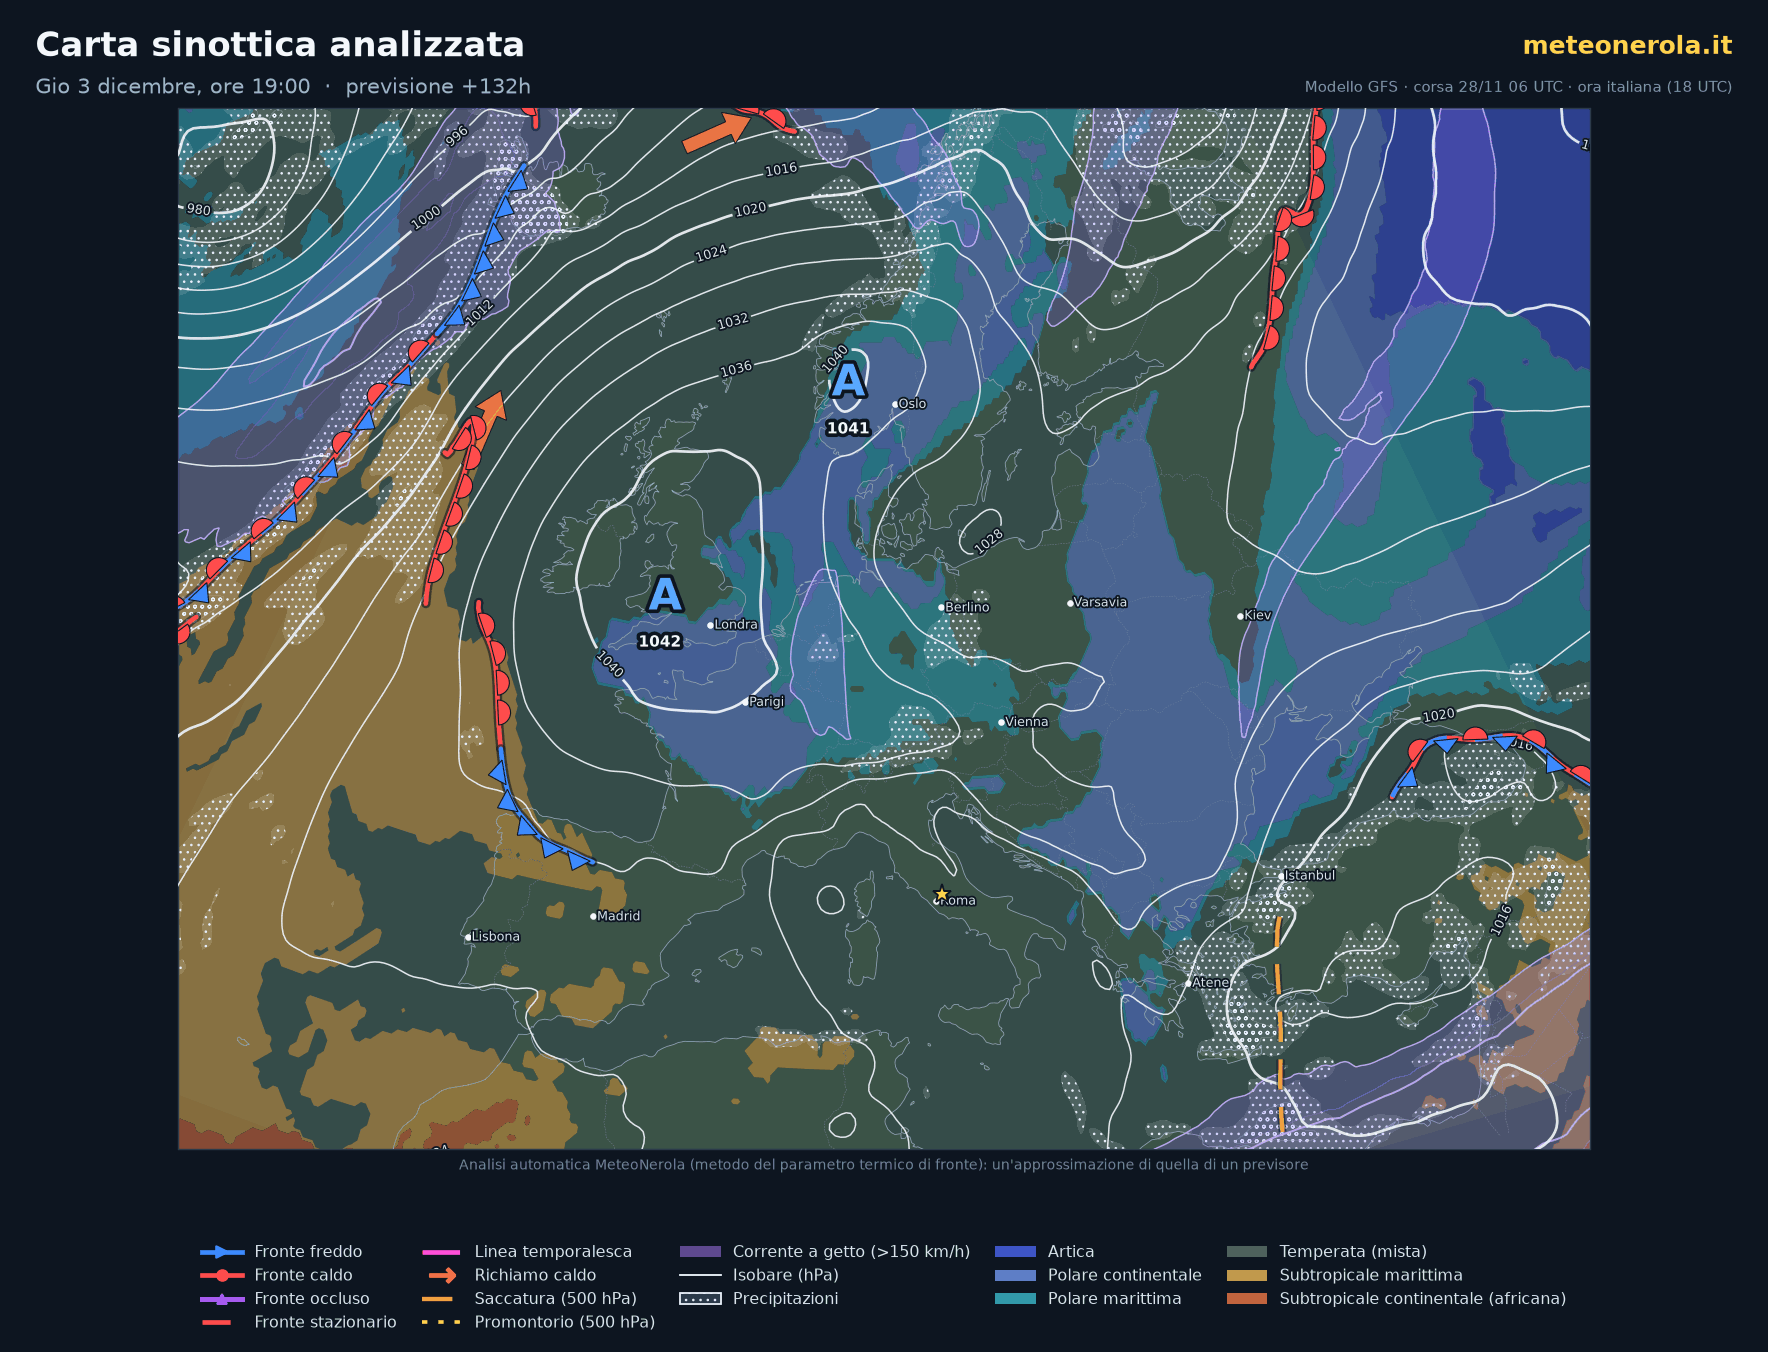 Carta sinottica analizzata
meteonerola.it
Gio 3 dicembre, ore 19:00 · previsione +132h
Modello GFS · corsa 28/11 06 UTC · ora italiana (18 UTC)
996
1
1016
980
1000
1020
1024
1012
1032
1040
1036
A
Oslo
1041
1028
A
Berlino
Varsavia
Kiev
Londra
1042
1040
Parigi
1020
Vienna
1016
Istanbul
Roma
Madrid
1016
Lisbona
Atene
Analisi automatica MeteoNerola (metodo del parametro termico di fronte): un'approssimazione di quella di un previsore
Fronte freddo
Linea temporalesca
Corrente a getto (>150 km/h)
Artica
Temperata (mista)
Fronte caldo
Richiamo caldo
Isobare (hPa)
Polare continentale
Subtropicale marittima
Fronte occluso
Saccatura (500 hPa)
Precipitazioni
Polare marittima
Subtropicale continentale (africana)
Fronte stazionario
Promontorio (500 hPa)